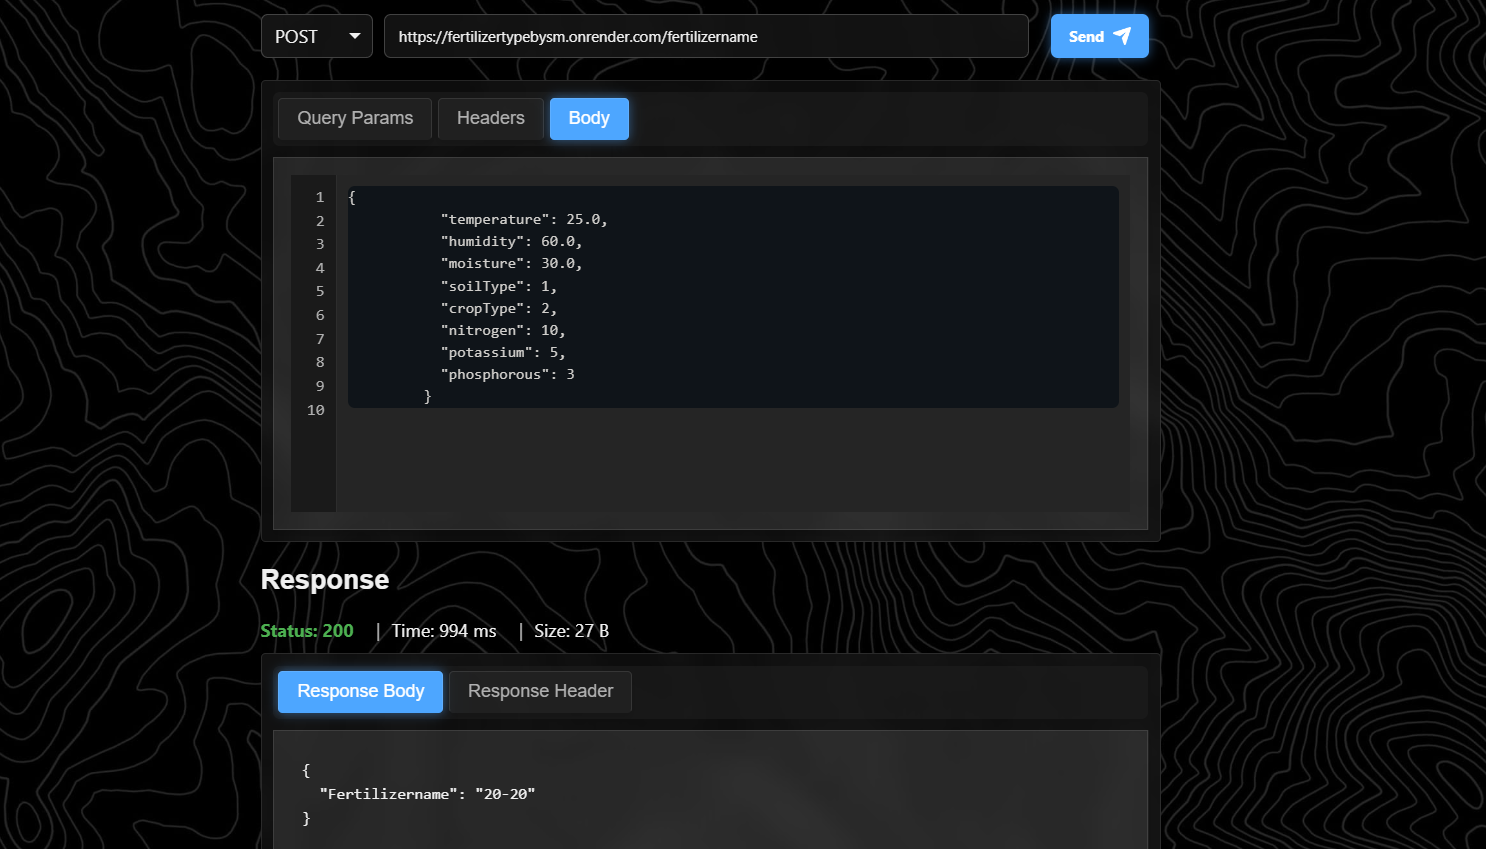 POST
https://fertilizertypebysm.onrender.com/fertilizername
Send
Query Params
Headers
Body
1 {
2 "temperature": 25.0,
3 "humidity": 60.0,
4 "moisture": 30.0,
5 "soilType": 1,
6 "cropType": 2,
7 "nitrogen": 10,
8 "potassium": 5,
9 "phosphorous": 3
10 }
Response
Status: 200 | Time: 994 ms | Size: 27 B
Response Body
Response Header
{
"Fertilizername": "20-20"
}